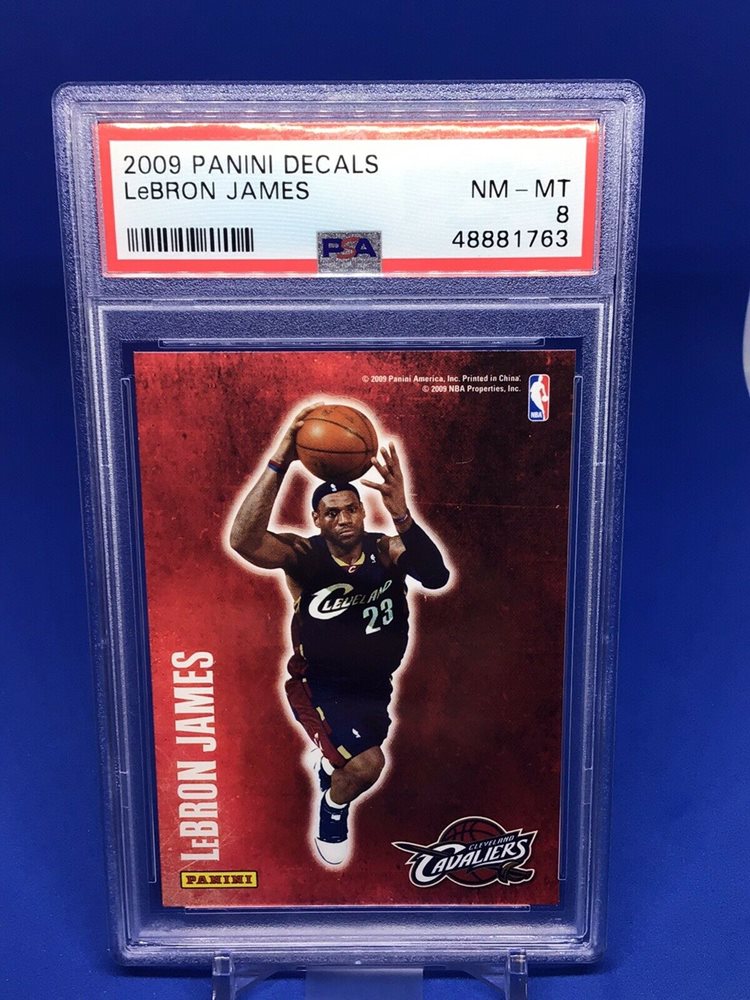 2009 PANINI DECALS
LeBRON JAMES
NM – MT
8
48881763
PSA
© 2009 Panini America, Inc. Printed in China.
© 2009 NBA Properties, Inc.
NBA
CLEVELAND
23
C
LeBRON JAMES
PANINI
CLEVELAND
CAVALIERS